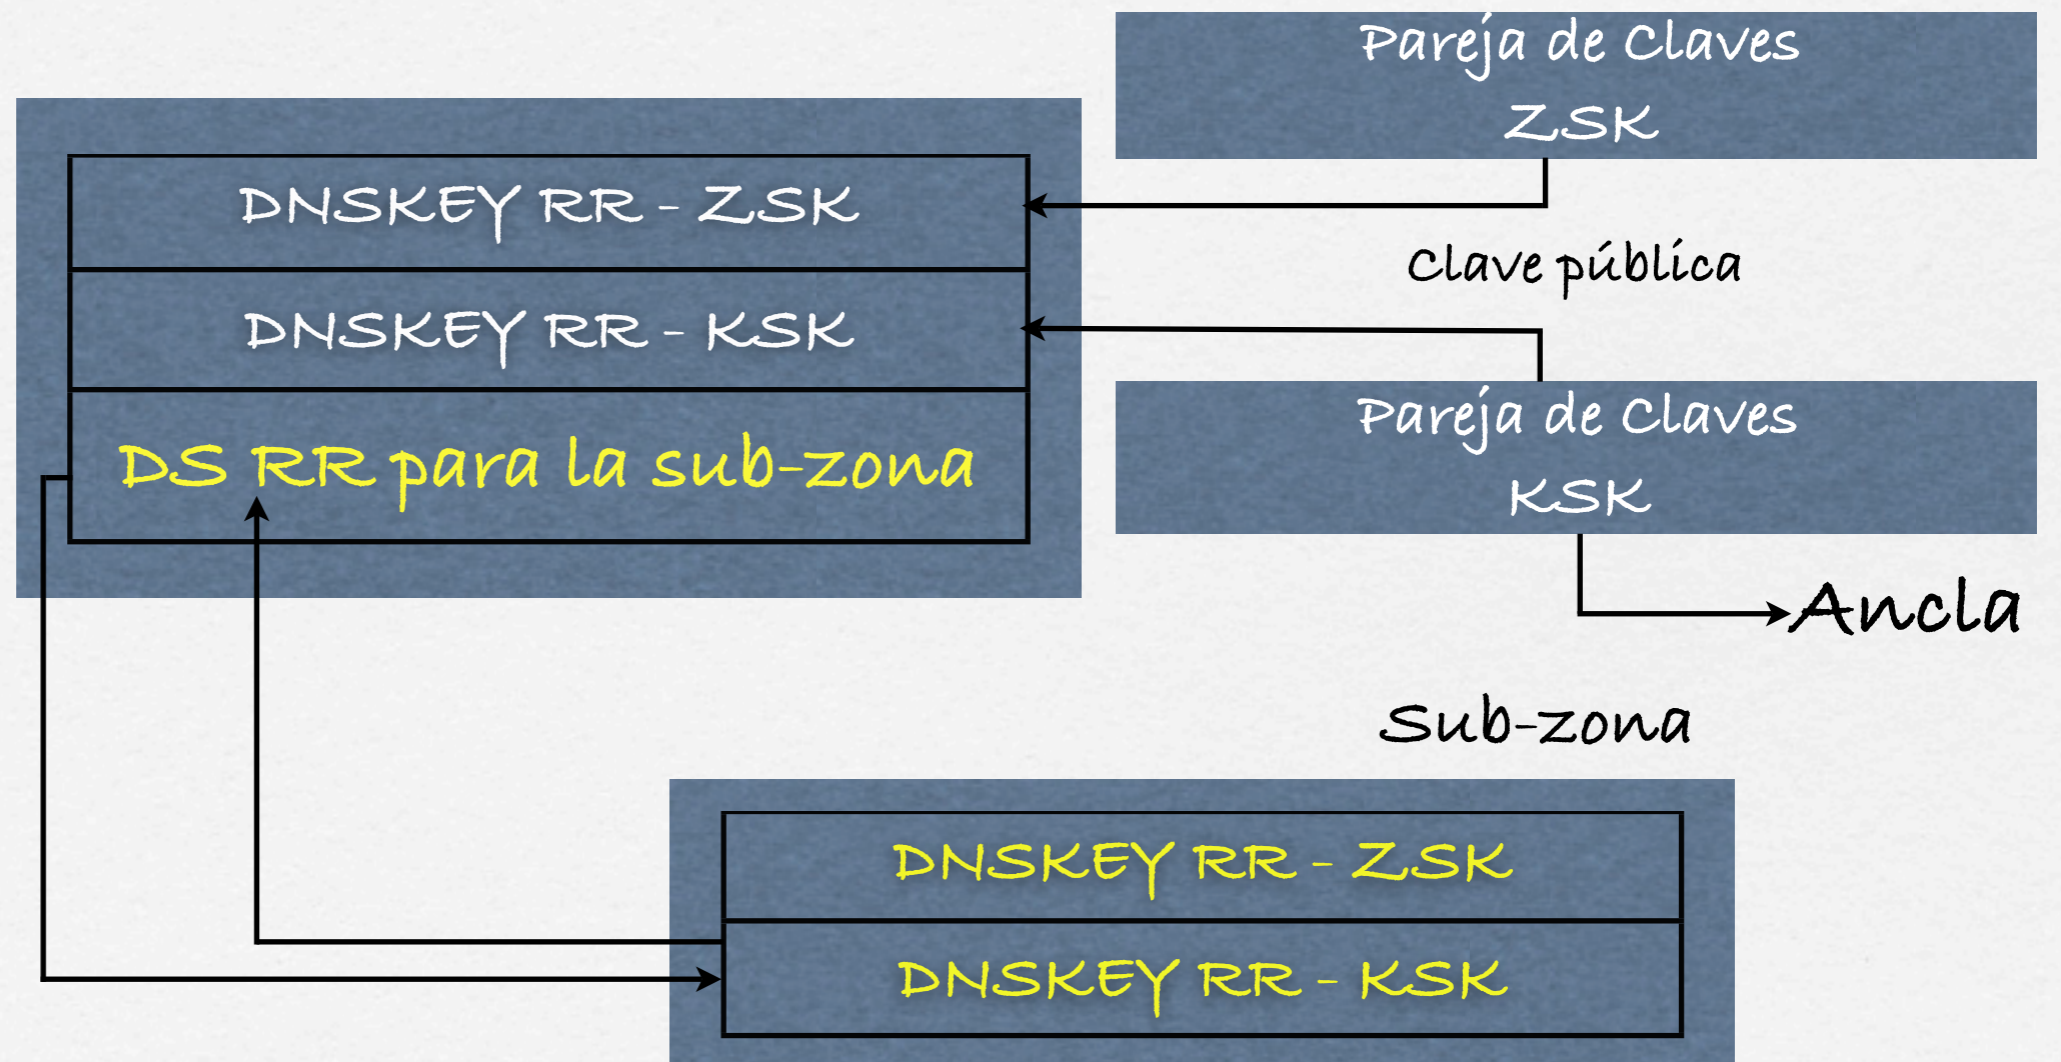 Pareja de Claves
ZSK
DNSKEY RR - ZSK
Clave pública
DNSKEY RR - KSK
Pareja de Claves
KSK
DS RR para la sub-zona
Ancla
Sub-zona
DNSKEY RR - ZSK
DNSKEY RR - KSK